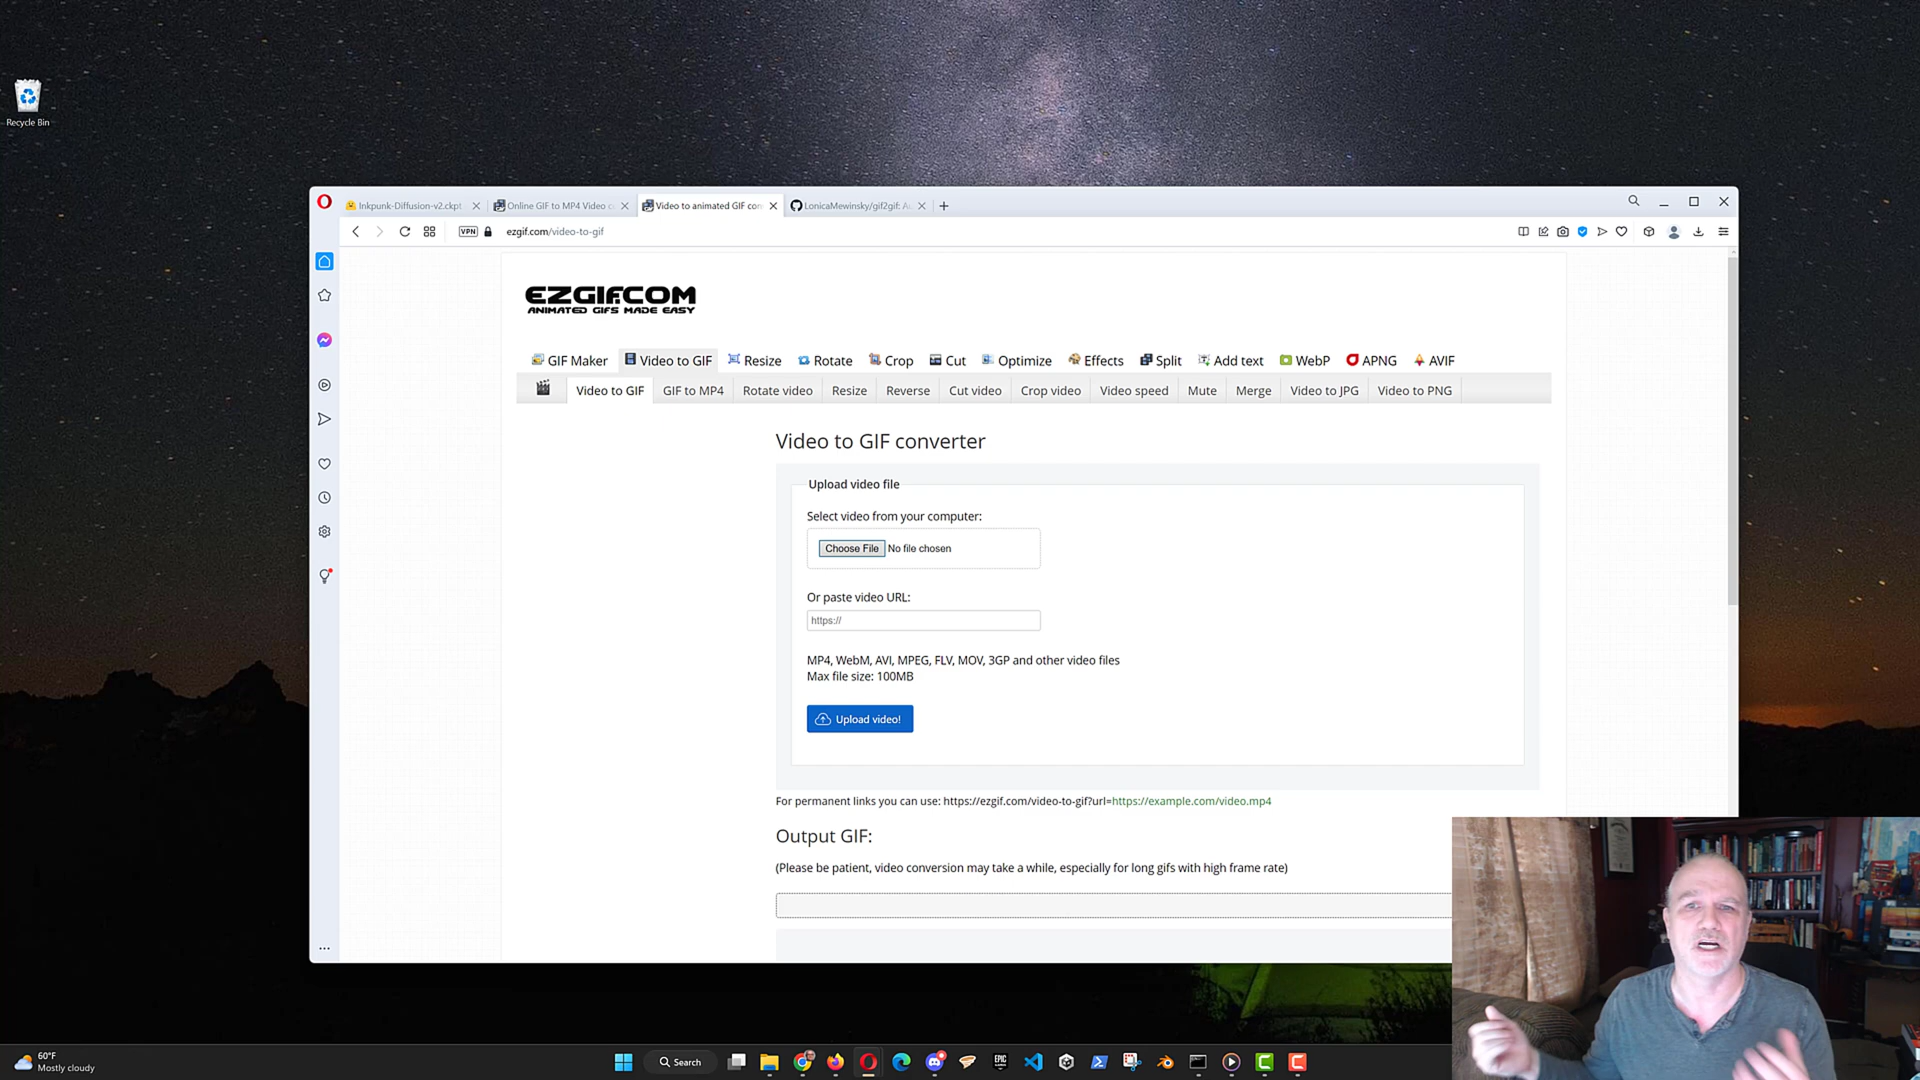 Recycle Bin
Inkpunk-Diffusion-v2.ckpt
Online GIF to MP4 Video c
Video to animated GIF con
LonicaMewinsky/gif2gif: A
VPN
ezgif.com/video-to-gif
EZGIF.COM
ANIMATED GIFS MADE EASY
GIF Maker
Video to GIF
Resize
Rotate
Crop
Cut
Optimize
Effects
Split
Add text
WebP
APNG
AVIF
Video to GIF
GIF to MP4
Rotate video
Resize
Reverse
Cut video
Crop video
Video speed
Mute
Merge
Video to JPG
Video to PNG
Video to GIF converter
Upload video file
Select video from your computer:
Choose File No file chosen
Or paste video URL:
https://
MP4, WebM, AVI, MPEG, FLV, MOV, 3GP and other video files
Max file size: 100MB
Upload video!
For permanent links you can use: https://ezgif.com/video-to-gif?url=https://example.com/video.mp4
Output GIF:
(Please be patient, video conversion may take a while, especially for long gifs with high frame rate)
60°F
Mostly cloudy
Search
EPIC